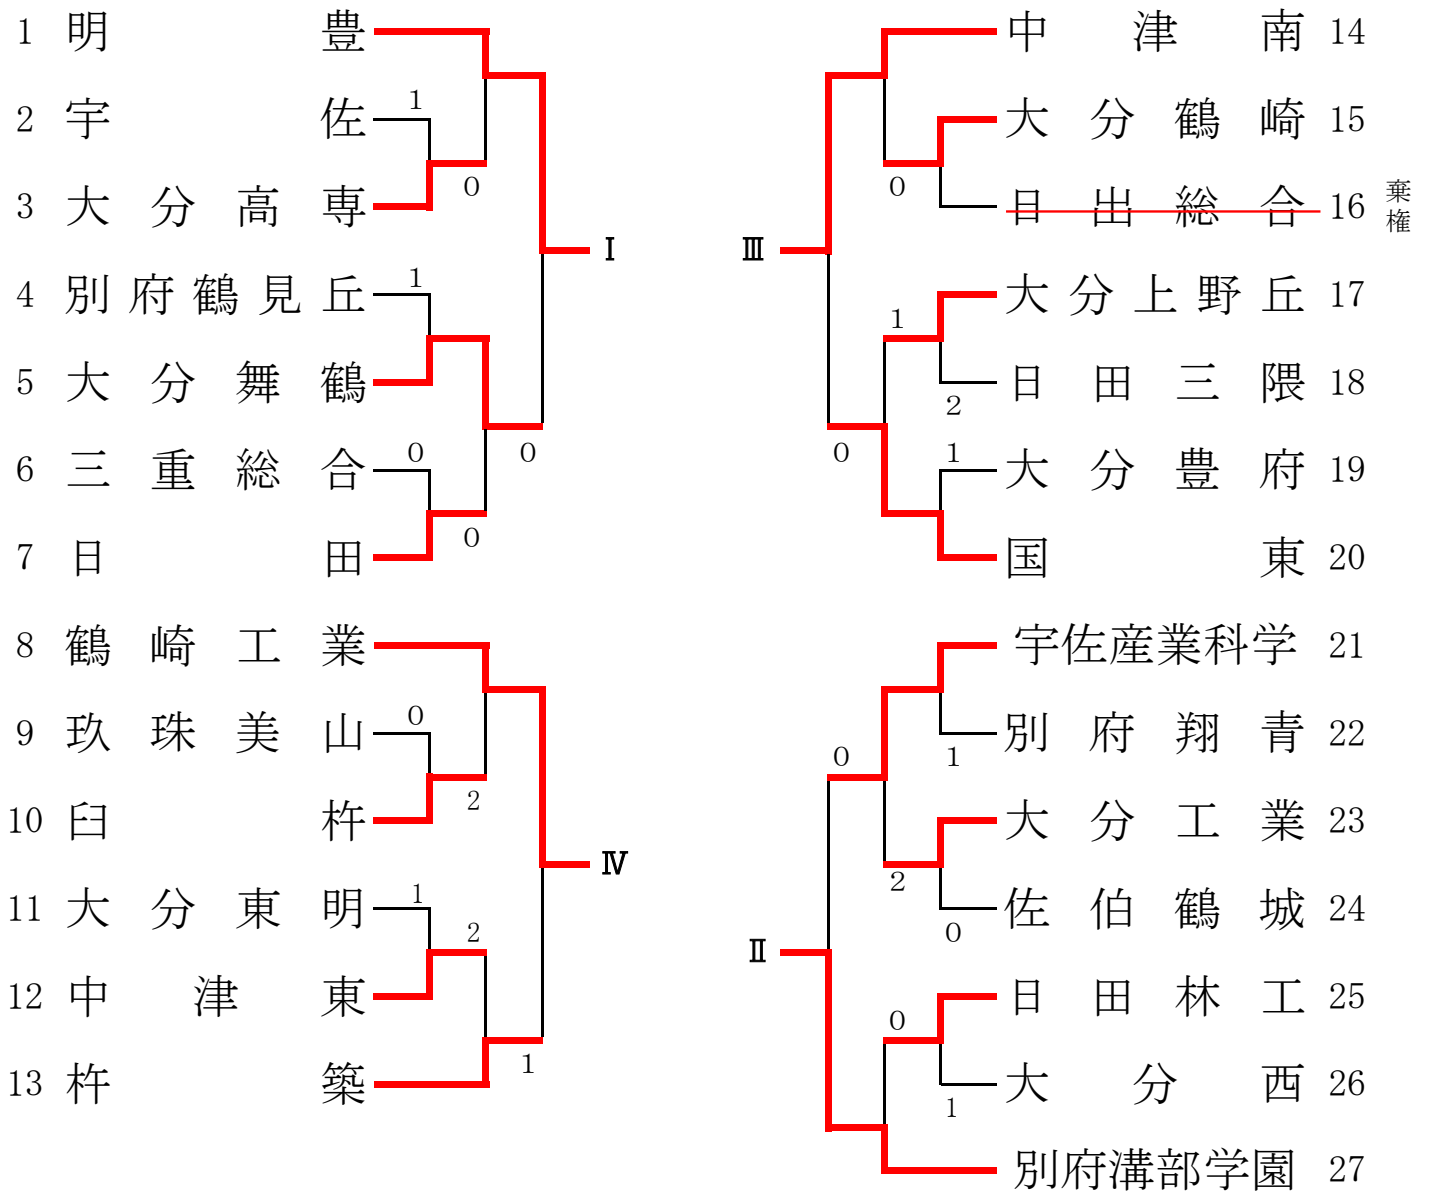 1 明豊
2 宇佐 1
3 大分高専 0
I
4 別府鶴見丘 1
5 大分舞鶴
6 三重総合 0 0
7 日田 0
8 鶴崎工業
9 玖珠美山 0
10 臼杵 2
Ⅳ
11 大分東明 1
12 中津東 2
13 杵築 1
中津南 14
大分鶴崎 15
0 日出総合 16 棄権
Ⅲ
大分上野丘 17
1
日田三隈 18
2
0 1 大分豊府 19
国東 20
宇佐産業科学 21
別府翔青 22
0 1
大分工業 23
2
佐伯鶴城 24
0
Ⅱ
日田林工 25
0
大分西 26
1
別府溝部学園 27